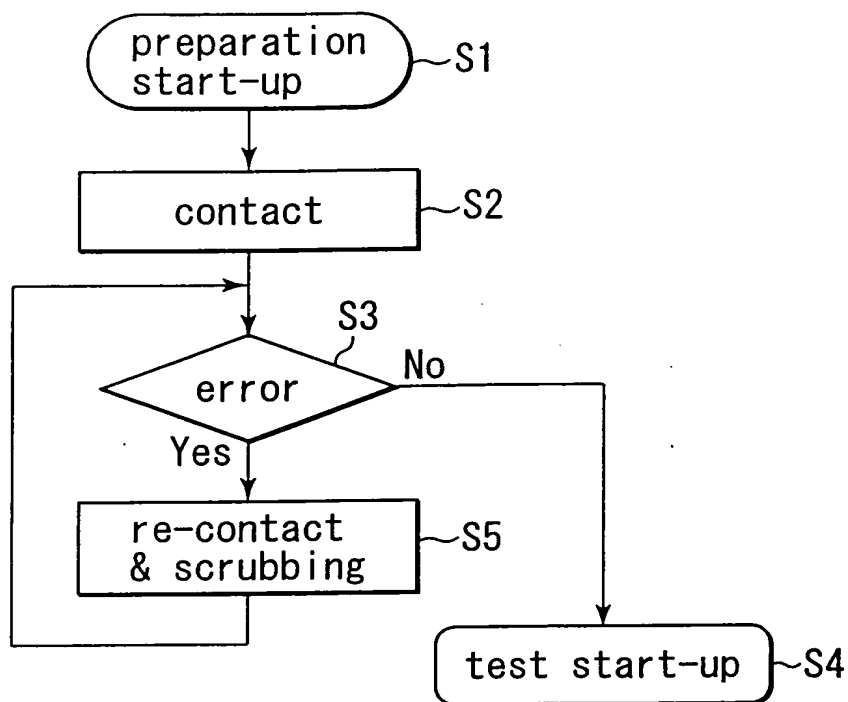 preparation
start-up
S1
contact
S2
S3
error
No
Yes
re-contact
& scrubbing
S5
test start-up
S4